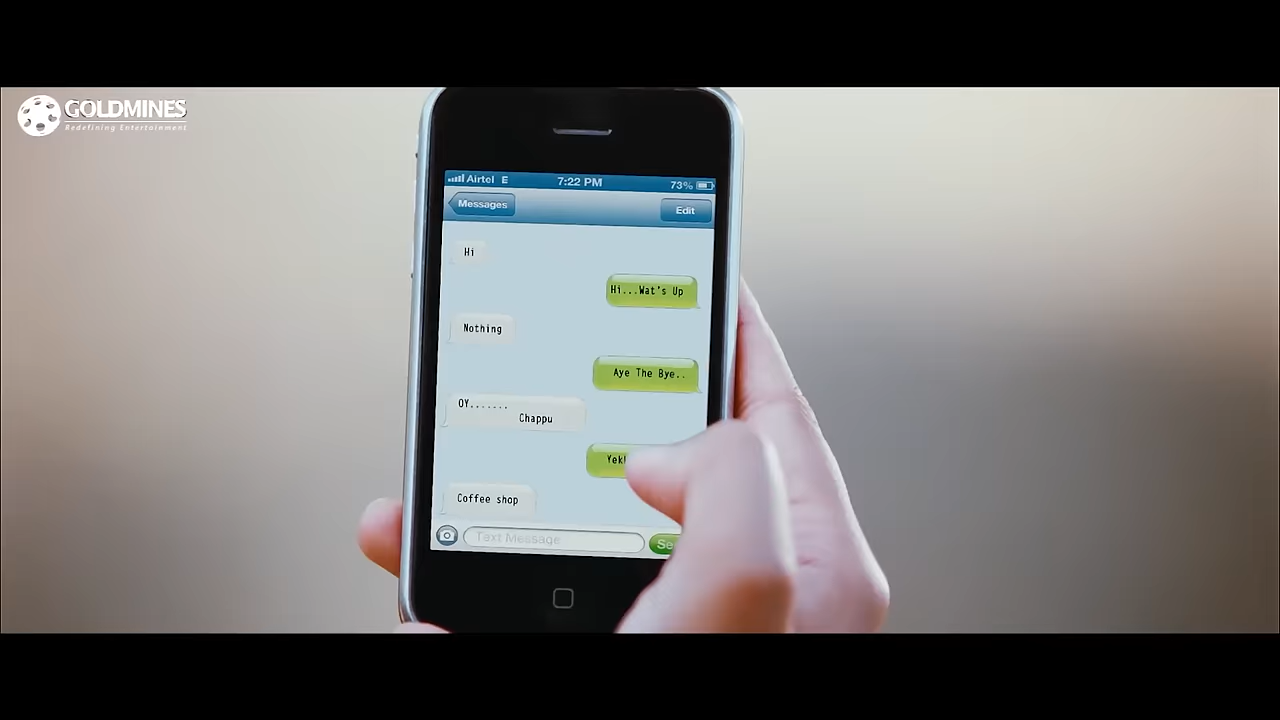 GOLDMINES
Redefining Entertainment
Airtel E 7:22 PM 73%
Messages Edit
Hi
Hi...Wat's Up
Nothing
Aye The Bye..
OY.......
Chappu
Coffee shop
Text Message